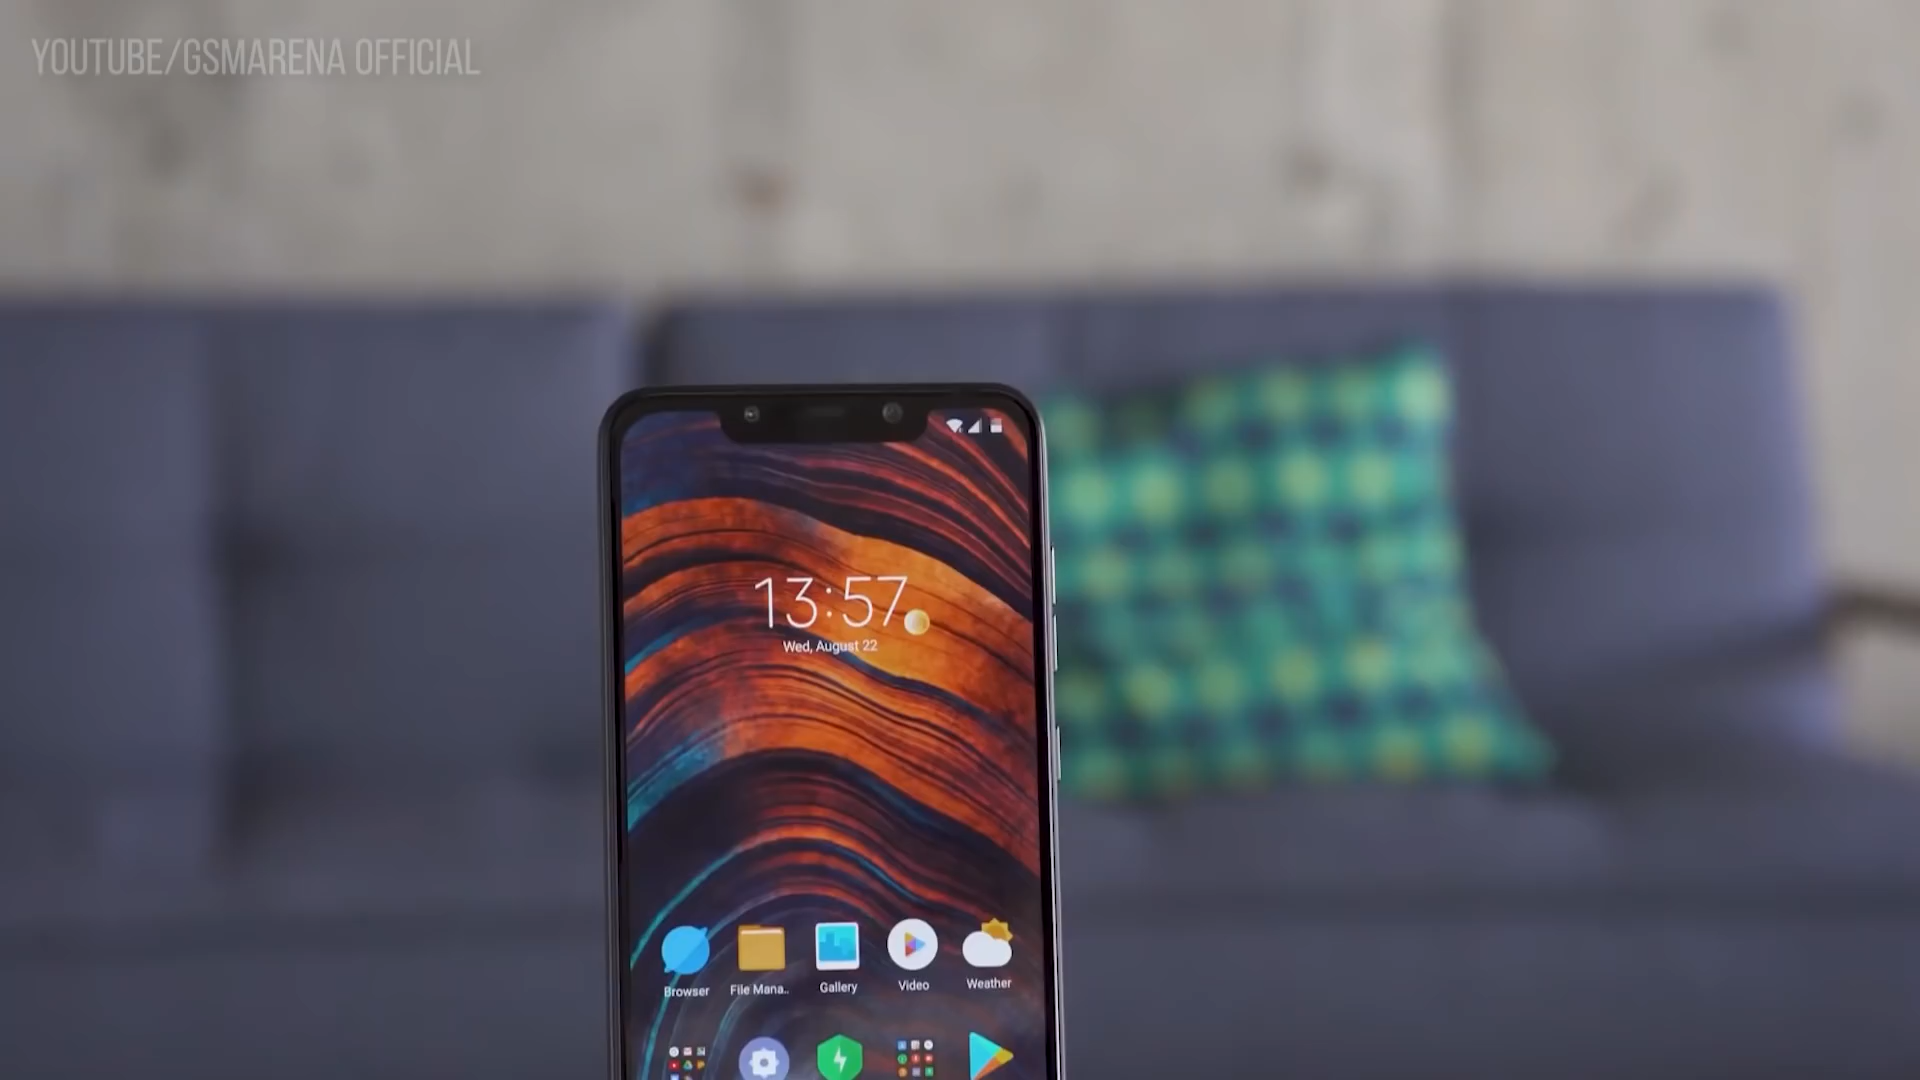 YOUTUBE/GSMARENA OFFICIAL
13:57
Wed, August 22
Browser
File Mana..
Gallery
Video
Weather